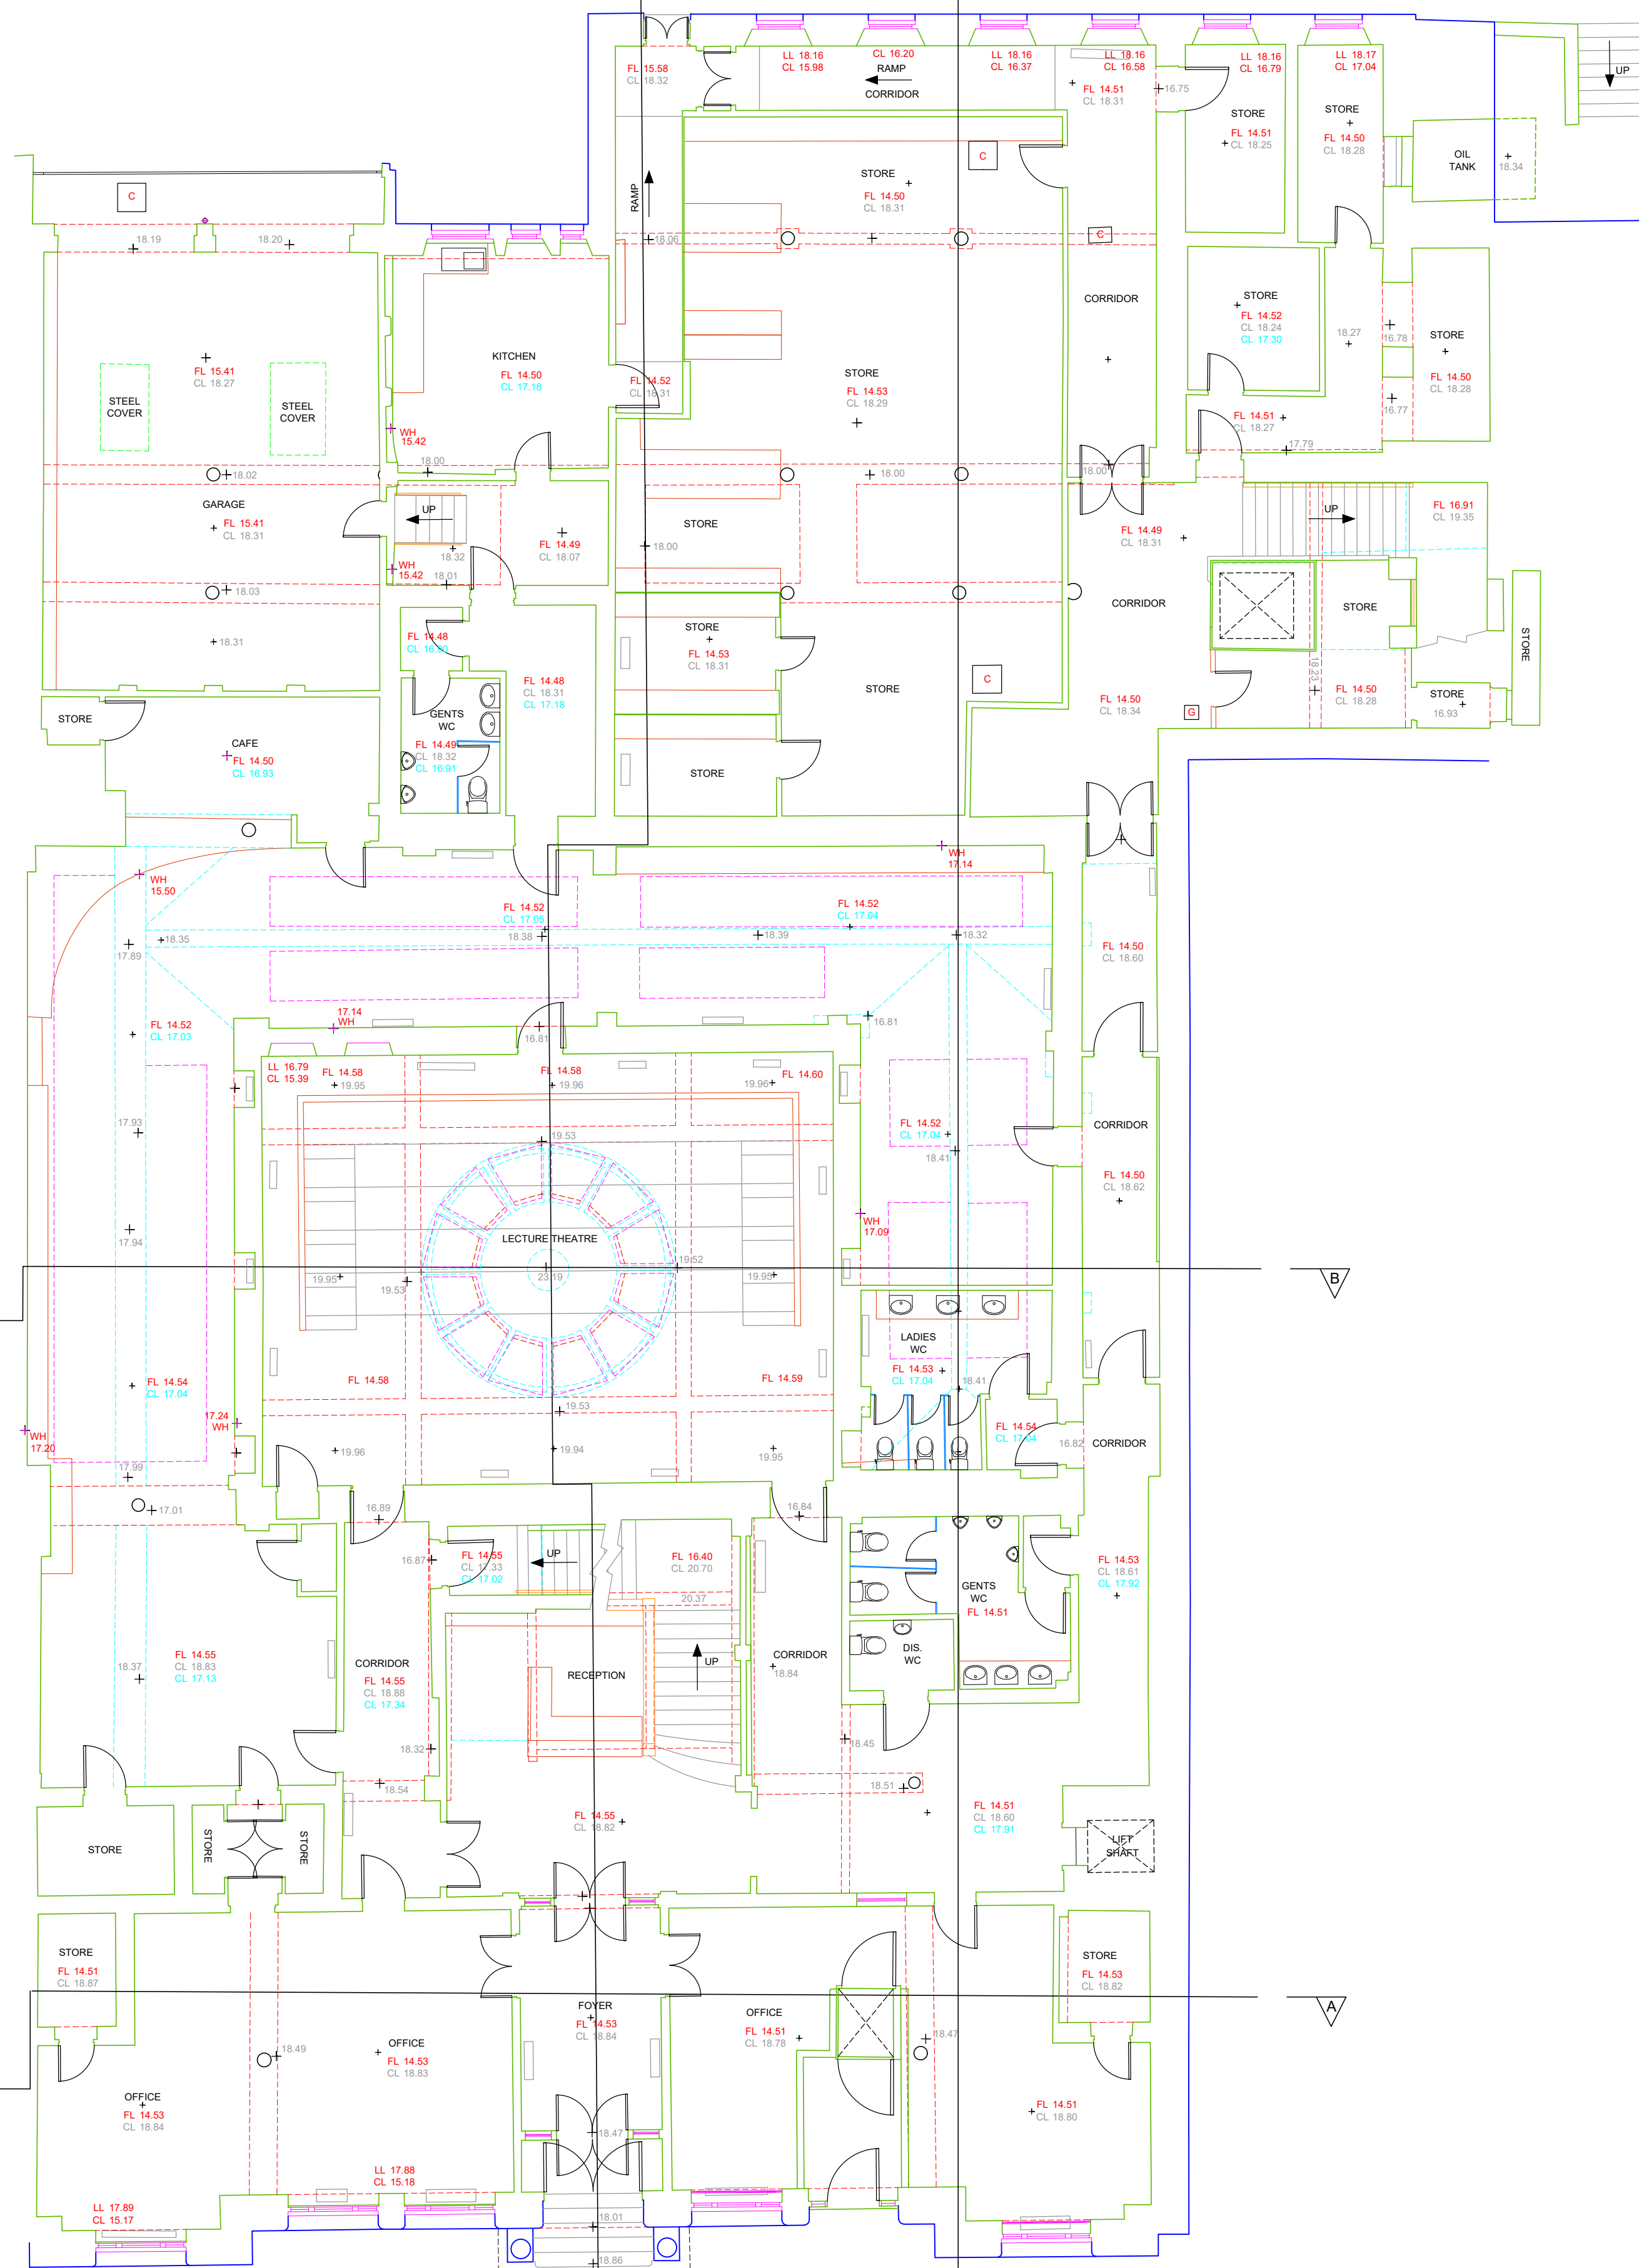 FL 15.58
CL 18.32
LL 18.16
CL 15.98
CL 16.20
RAMP
CORRIDOR
LL 18.16
CL 16.37
LL 18.16
CL 16.58
LL 18.16
CL 16.79
LL 18.17
CL 17.04
UP
FL 14.51
CL 18.31
16.75
STORE
FL 14.51
CL 18.25
STORE
FL 14.50
CL 18.28
OIL
TANK
18.34
C
C
STORE
FL 14.50
CL 18.31
RAMP
18.06
C
18.19
18.20
CORRIDOR
STORE
FL 14.52
CL 18.24
CL 17.30
18.27
16.78
STORE
FL 14.50
CL 18.28
16.77
FL 15.41
CL 18.27
STEEL
COVER
STEEL
COVER
KITCHEN
FL 14.50
CL 17.18
FL 14.52
CL 18.31
STORE
FL 14.53
CL 18.29
FL 14.51
CL 18.27
17.79
WH
15.42
18.00
18.02
18.00
18.00
GARAGE
FL 15.41
CL 18.31
UP
18.32
FL 14.49
CL 18.07
STORE
18.00
FL 14.49
CL 18.31
UP
FL 16.91
CL 19.35
WH
15.42
18.01
18.03
CORRIDOR
STORE
18.31
FL 14.48
CL 16.90
STORE
FL 14.53
CL 18.31
STORE
18.23
FL 14.48
CL 18.31
CL 17.18
STORE
C
FL 14.50
CL 18.34
G
FL 14.50
CL 18.28
STORE
16.93
STORE
GENTS
WC
FL 14.49
CL 18.32
CL 16.91
CAFE
FL 14.50
CL 16.93
STORE
WH
17.14
WH
15.50
FL 14.52
CL 17.05
FL 14.52
CL 17.04
18.35
17.89
18.38
18.39
18.32
FL 14.50
CL 18.60
17.14
WH
16.81
16.81
FL 14.52
CL 17.03
LL 16.79
CL 15.39
FL 14.58
19.95
FL 14.58
19.96
FL 14.60
19.96
17.93
19.53
FL 14.52
CL 17.04
18.41
CORRIDOR
FL 14.50
CL 18.62
17.94
LECTURE THEATRE
WH
17.09
19.52
19.95
19.53
23.19
19.95
B
LADIES
WC
FL 14.53
CL 17.04
18.41
FL 14.54
CL 17.04
FL 14.58
FL 14.59
17.24
WH
WH
17.20
19.53
FL 14.54
CL 17.04
16.82
CORRIDOR
19.96
19.94
19.95
17.99
17.01
16.89
16.84
16.87
FL 14.55
CL 17.33
CL 17.02
UP
FL 16.40
CL 20.70
20.37
GENTS
WC
FL 14.51
FL 14.53
CL 18.61
CL 17.92
FL 14.55
CL 18.83
CL 17.13
18.37
CORRIDOR
FL 14.55
CL 18.88
CL 17.34
RECEPTION
UP
CORRIDOR
18.84
DIS.
WC
18.32
18.45
18.54
18.51
FL 14.55
CL 18.82
FL 14.51
CL 18.60
CL 17.91
STORE
STORE
STORE
LIFT
SHAFT
STORE
FL 14.51
CL 18.87
STORE
FL 14.53
CL 18.82
FOYER
FL 14.53
CL 18.84
OFFICE
FL 14.51
CL 18.78
A
18.49
OFFICE
FL 14.53
CL 18.83
18.47
OFFICE
FL 14.53
CL 18.84
FL 14.51
CL 18.80
18.47
LL 17.88
CL 15.18
LL 17.89
CL 15.17
18.01
18.86